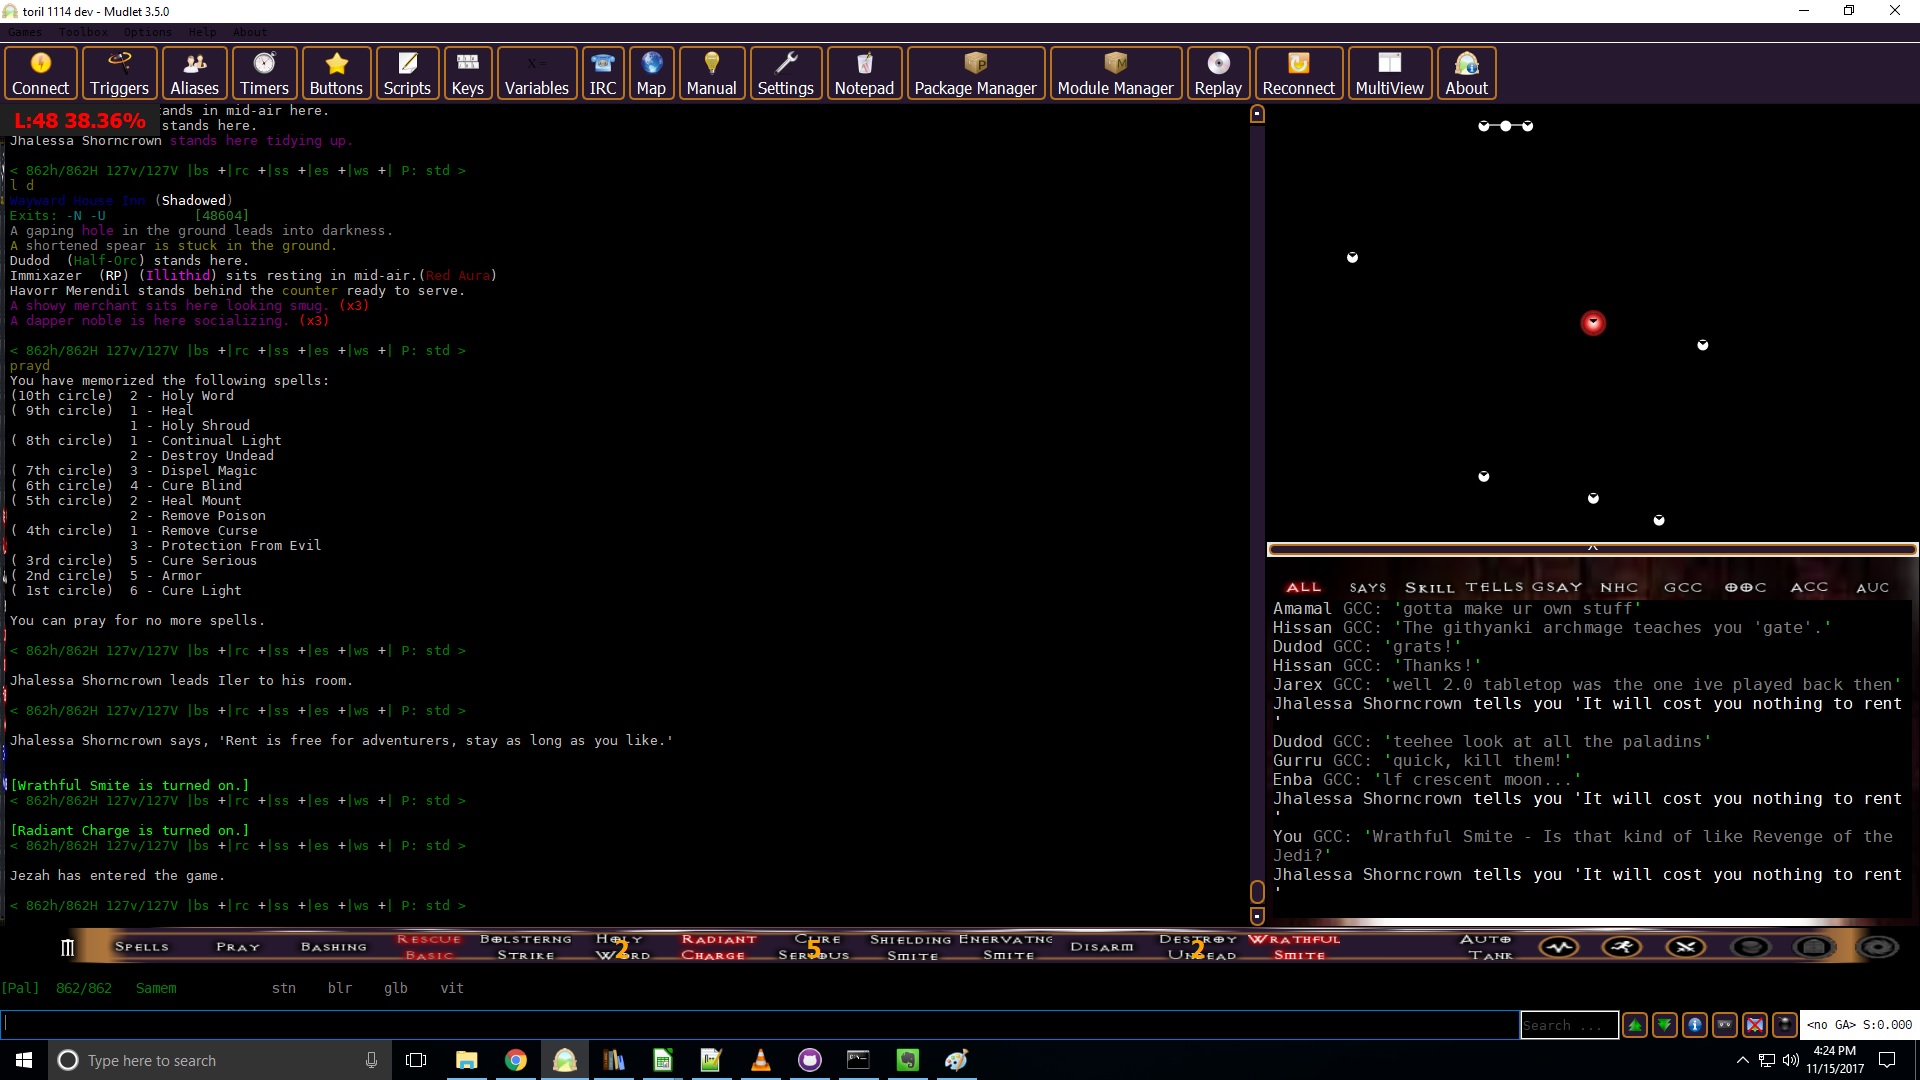 toril 1114 dev - Mudlet 3.5.0
Games Toolbox Options Help About
Connect Triggers Aliases Timers Buttons Scripts Keys Variables IRC Map Manual Settings Notepad Package Manager Module Manager Replay Reconnect MultiView About
L:48 38.36%
ands in mid-air here.
stands here.
Jhalessa Shorncrown stands here tidying up.
< 862h/862H 127v/127V |bs +|rc +|ss +|es +|ws +| P: std >
l d
Wayward House Inn (Shadowed)
Exits: -N -U [48604]
A gaping hole in the ground leads into darkness.
A shortened spear is stuck in the ground.
Dudod (Half-Orc) stands here.
Immixazer (RP) (Illithid) sits resting in mid-air.(Red Aura)
Havorr Merendil stands behind the counter ready to serve.
A showy merchant sits here looking smug. (x3)
A dapper noble is here socializing. (x3)
< 862h/862H 127v/127V |bs +|rc +|ss +|es +|ws +| P: std >
prayd
You have memorized the following spells:
(10th circle) 2 - Holy Word
( 9th circle) 1 - Heal
1 - Holy Shroud
( 8th circle) 1 - Continual Light
2 - Destroy Undead
( 7th circle) 3 - Dispel Magic
( 6th circle) 4 - Cure Blind
( 5th circle) 2 - Heal Mount
2 - Remove Poison
( 4th circle) 1 - Remove Curse
3 - Protection From Evil
( 3rd circle) 5 - Cure Serious
( 2nd circle) 5 - Armor
( 1st circle) 6 - Cure Light
You can pray for no more spells.
< 862h/862H 127v/127V |bs +|rc +|ss +|es +|ws +| P: std >
Jhalessa Shorncrown leads Iler to his room.
< 862h/862H 127v/127V |bs +|rc +|ss +|es +|ws +| P: std >
Jhalessa Shorncrown says, 'Rent is free for adventurers, stay as long as you like.'
[Wrathful Smite is turned on.]
< 862h/862H 127v/127V |bs +|rc +|ss +|es +|ws +| P: std >
[Radiant Charge is turned on.]
< 862h/862H 127v/127V |bs +|rc +|ss +|es +|ws +| P: std >
Jezah has entered the game.
< 862h/862H 127v/127V |bs +|rc +|ss +|es +|ws +| P: std >
ALL SAYS SKILL TELLS GSAY NHC GCC OOC ACC AUC
Amamal GCC: 'gotta make ur own stuff'
Hissan GCC: 'The githyanki archmage teaches you 'gate'.'
Dudod GCC: 'grats!'
Hissan GCC: 'Thanks!'
Jarex GCC: 'well 2.0 tabletop was the one ive played back then'
Jhalessa Shorncrown tells you 'It will cost you nothing to rent
'
Dudod GCC: 'teehee look at all the paladins'
Gurru GCC: 'quick, kill them!'
Enba GCC: 'lf crescent moon...'
Jhalessa Shorncrown tells you 'It will cost you nothing to rent
'
You GCC: 'Wrathful Smite - Is that kind of like Revenge of the
Jedi?'
Jhalessa Shorncrown tells you 'It will cost you nothing to rent
'
SPELLS PRAY BASHING RESCUE BASIC BOLSTERNG STRIKE HOLY WORD 2 RADIANT CHARGE CURE SERIOUS 5 SHIELDING SMITE ENERVATNG SMITE DISARM DESTROY UNDEAD 2 WRATHFUL SMITE AUTO TANK
[Pal] 862/862 Samem stn blr glb vit
Search ...
<no GA> S:0.000
Type here to search
4:24 PM
11/15/2017